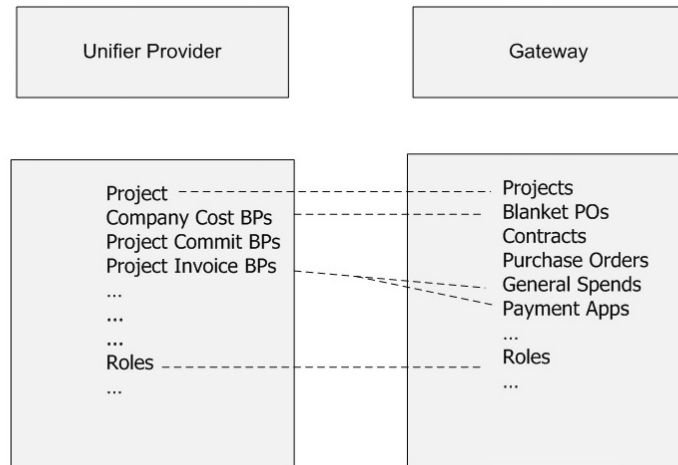 Unifier Provider
Gateway
Project
Company Cost BPs
Project Commit BPs
Project Invoice BPs
...
...
...
Roles
...
Projects
Blanket POs
Contracts
Purchase Orders
General Spends
Payment Apps
...
Roles
...